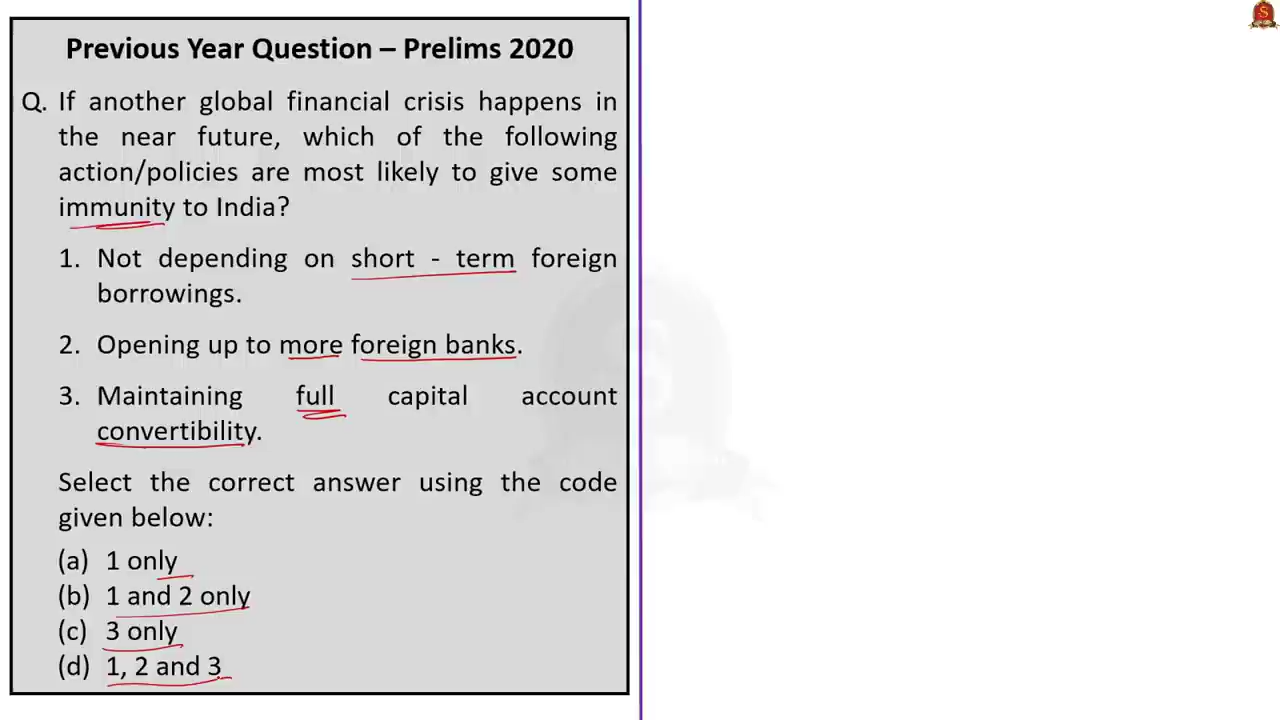 Previous Year Question – Prelims 2020
Q. If another global financial crisis happens in
the near future, which of the following
action/policies are most likely to give some
immunity to India?
1. Not depending on short - term foreign
borrowings.
2. Opening up to more foreign banks.
3. Maintaining full capital account
convertibility.
Select the correct answer using the code
given below:
(a) 1 only
(b) 1 and 2 only
(c) 3 only
(d) 1, 2 and 3
S